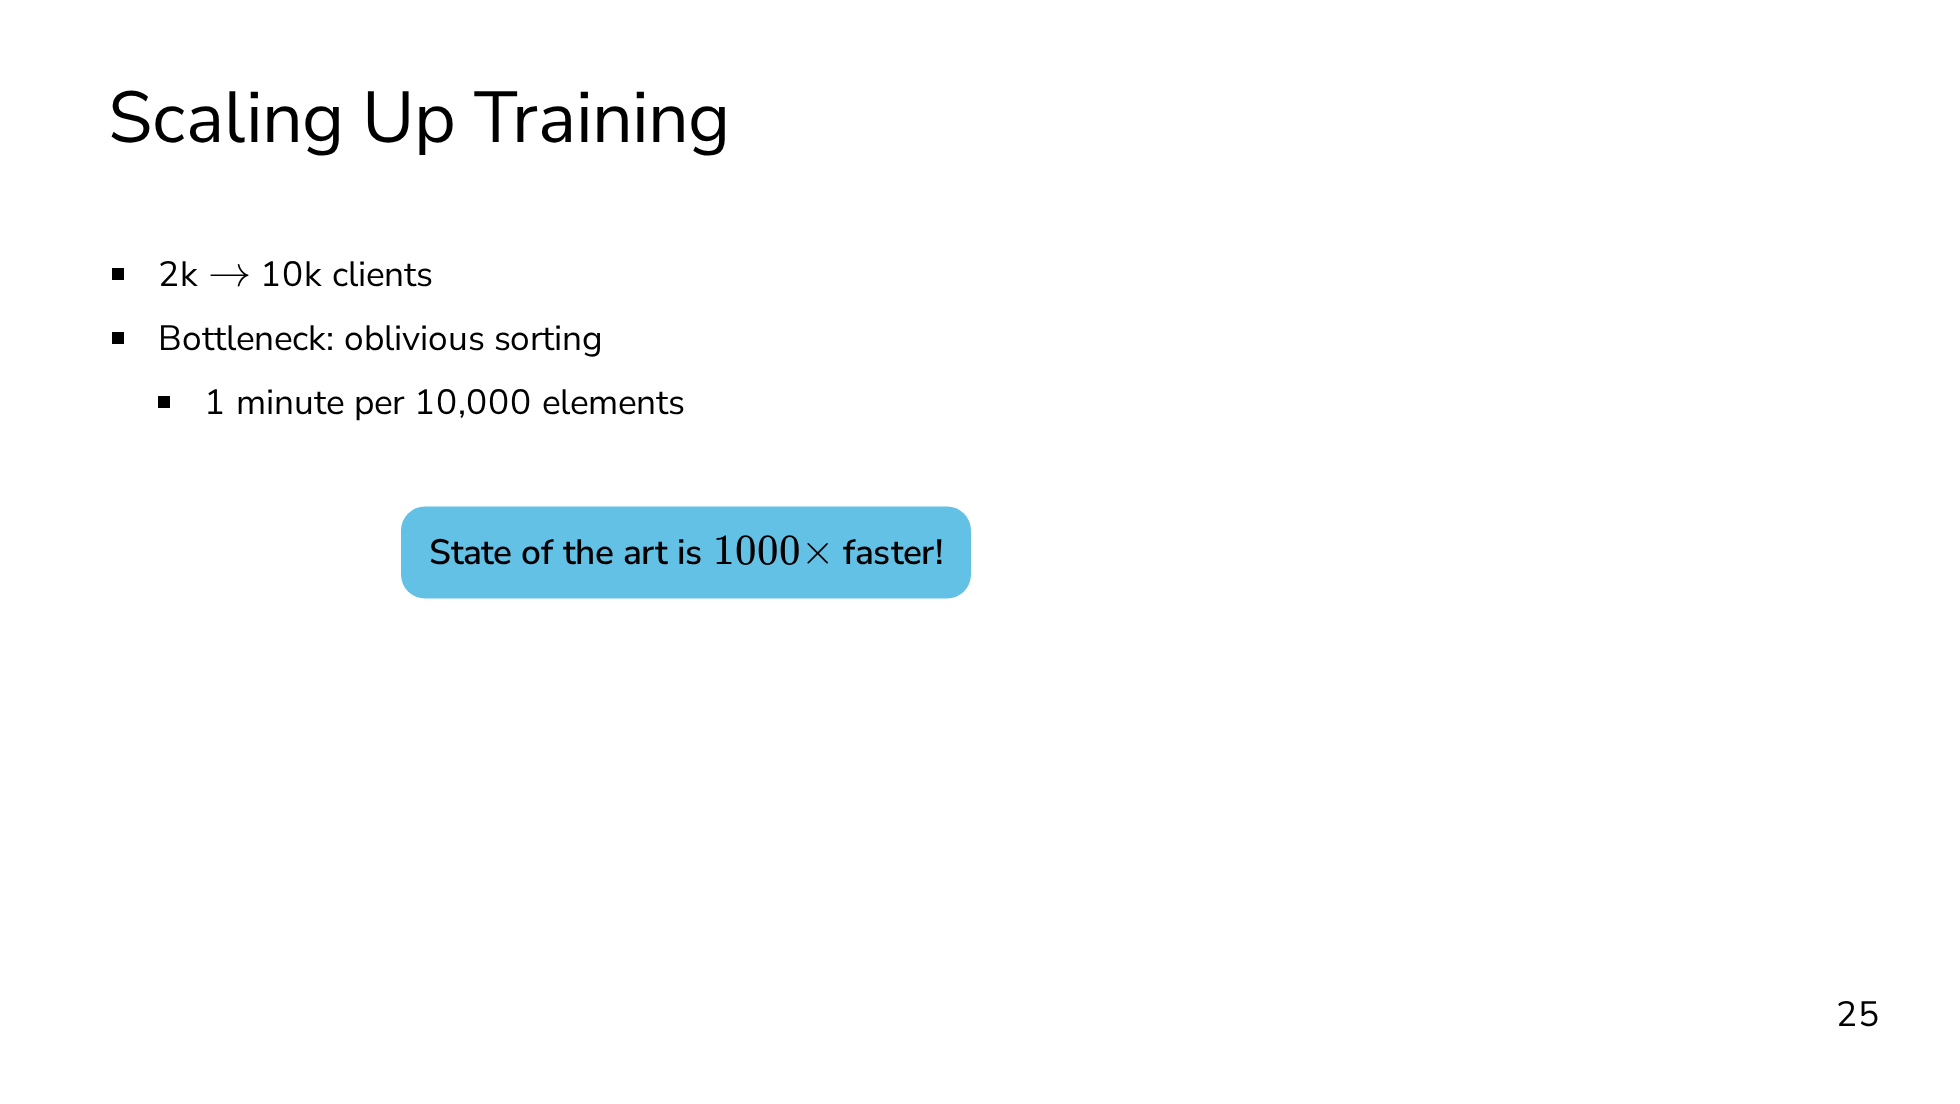 Scaling Up Training
▪ 2k → 10k clients
▪ Bottleneck: oblivious sorting
▪ 1 minute per 10,000 elements
State of the art is 1000× faster!
25